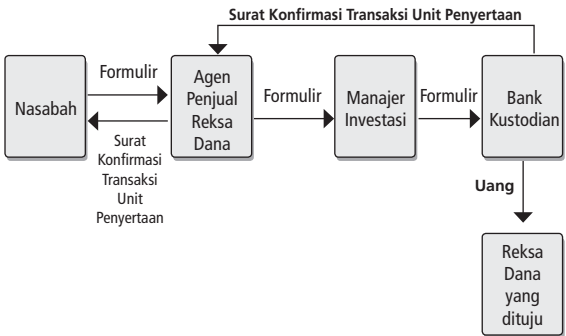 Surat Konfirmasi Transaksi Unit Penyertaan
Nasabah
Formulir
Surat
Konfirmasi
Transaksi
Unit
Penyertaan
Agen
Penjual
Reksa
Dana
Formulir
Manajer
Investasi
Formulir
Bank
Kustodian
Uang
Reksa
Dana
yang
dituju